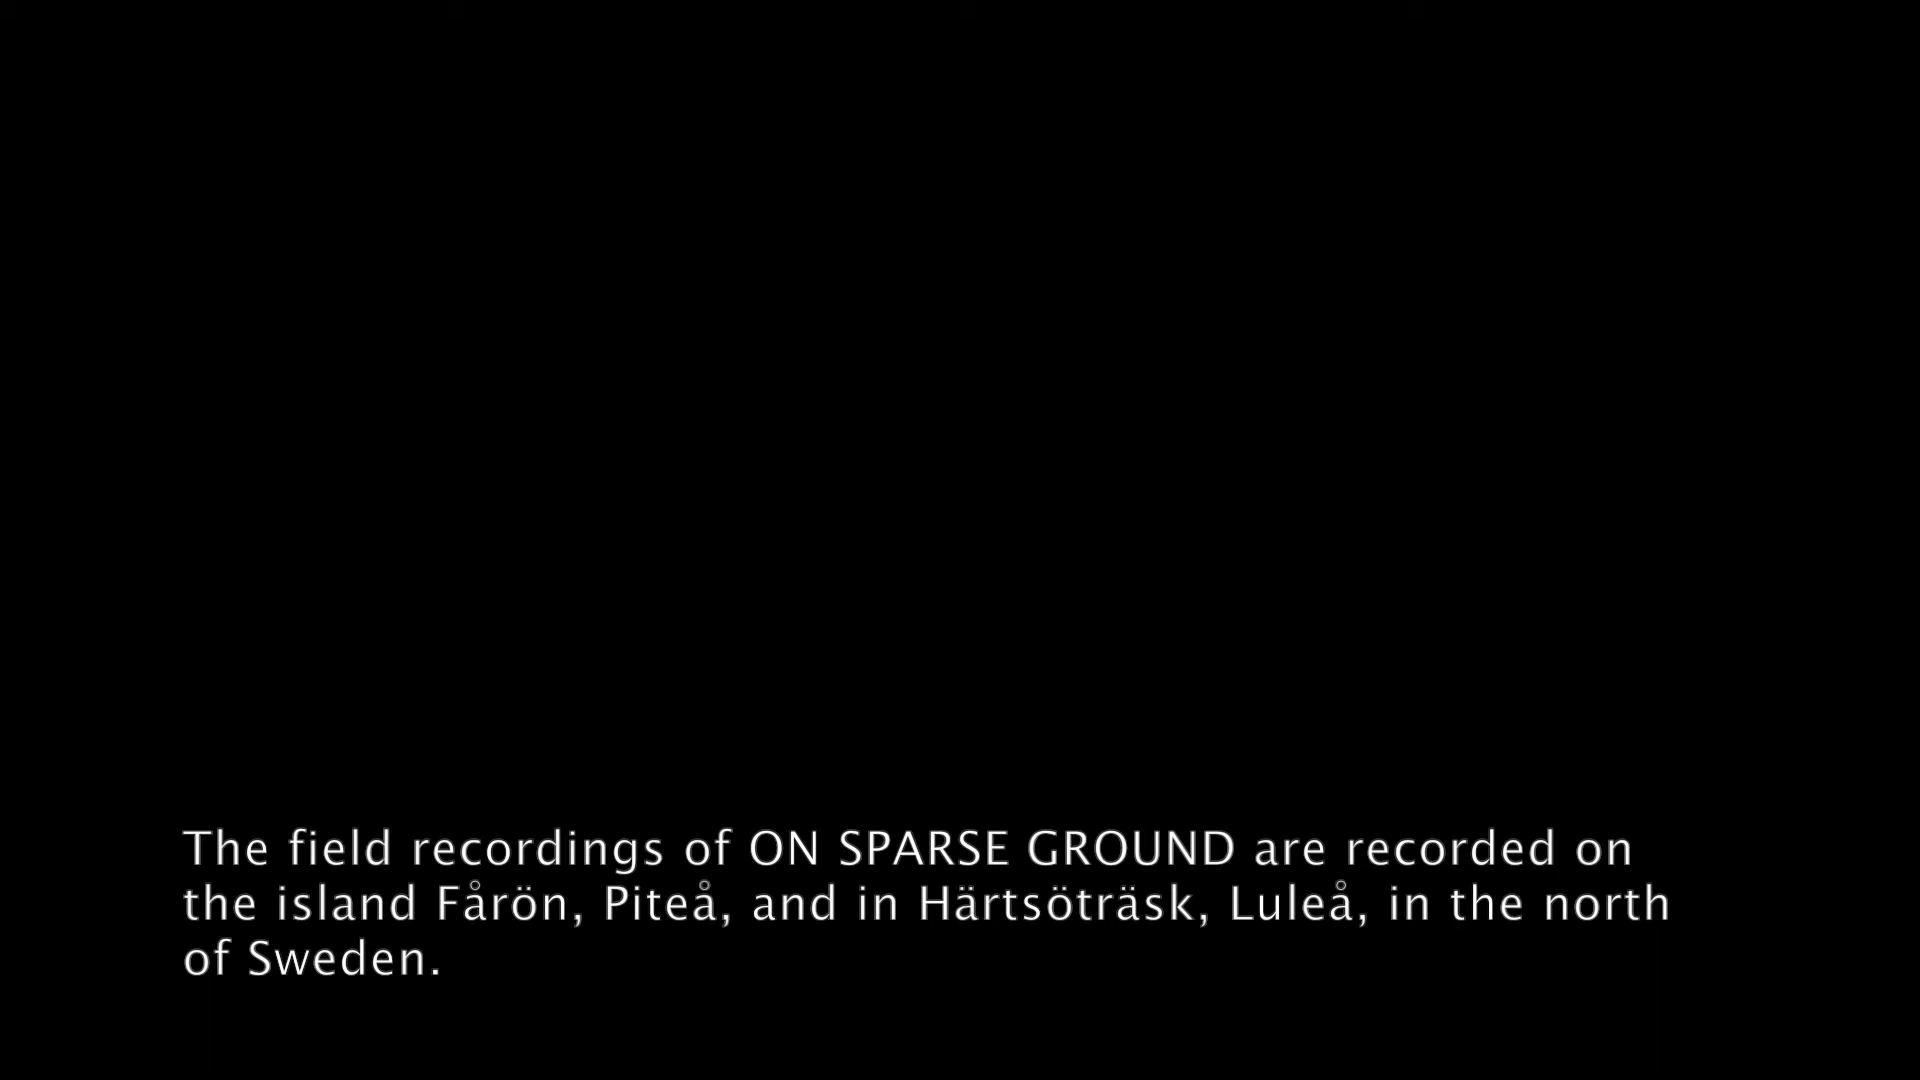 The field recordings of ON SPARSE GROUND are recorded on
the island Fårön, Piteå, and in Härtsöträsk, Luleå, in the north
of Sweden.